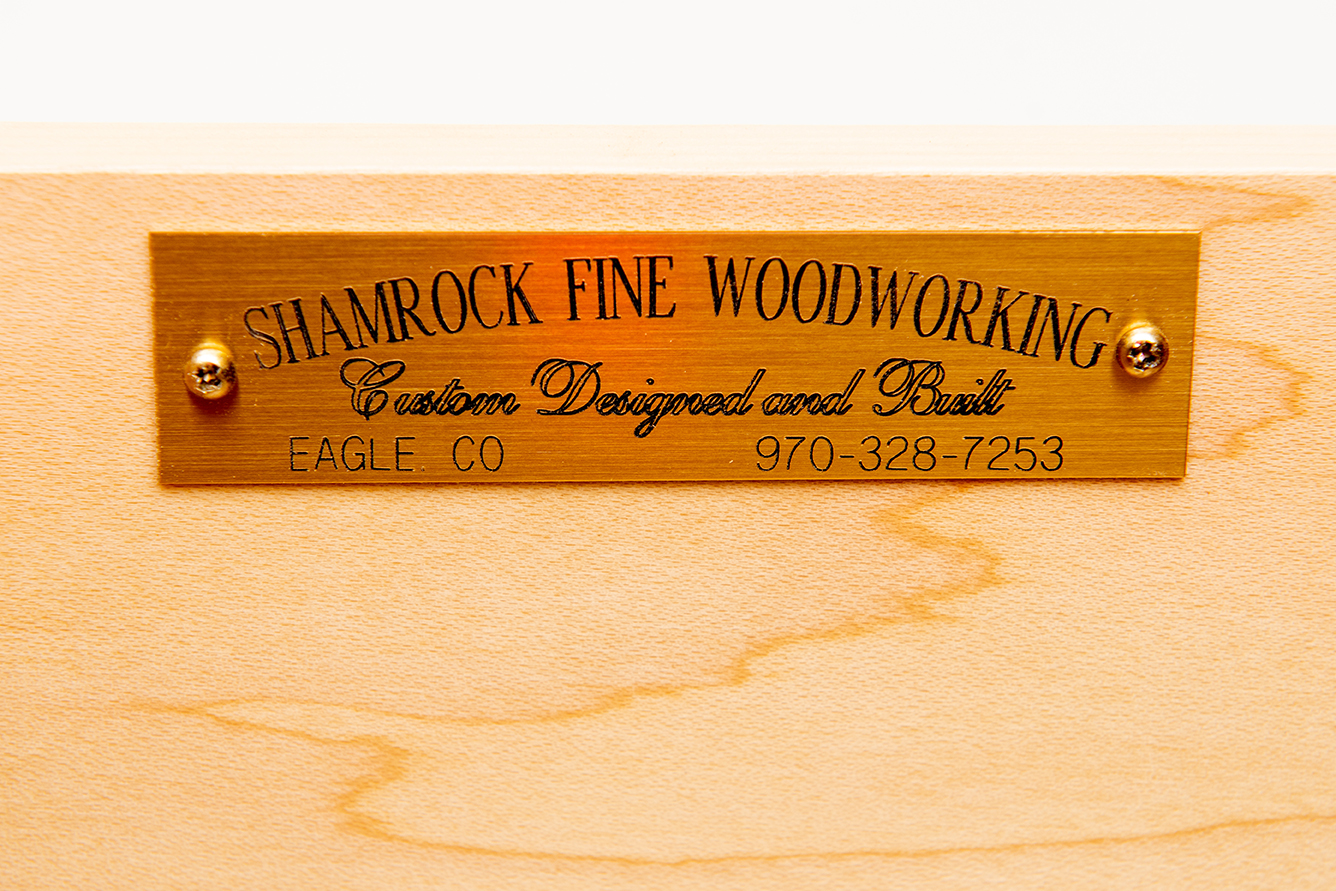 SHAMROCK FINE WOODWORKING
Custom Designed and Built
EAGLE, CO 970-328-7253